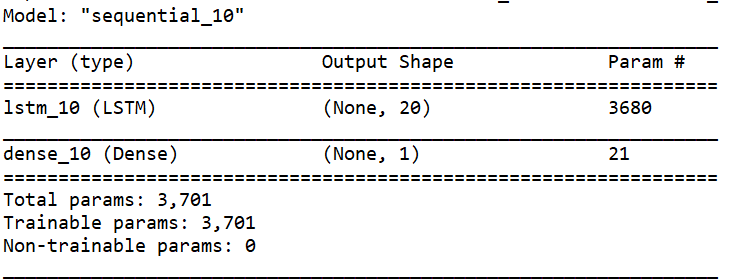 Model: "sequential_10"
_________________________________________________________________
Layer (type)                 Output Shape              Param #
=================================================================
lstm_10 (LSTM)               (None, 20)                3680
_________________________________________________________________
dense_10 (Dense)             (None, 1)                 21
=================================================================
Total params: 3,701
Trainable params: 3,701
Non-trainable params: 0
_________________________________________________________________